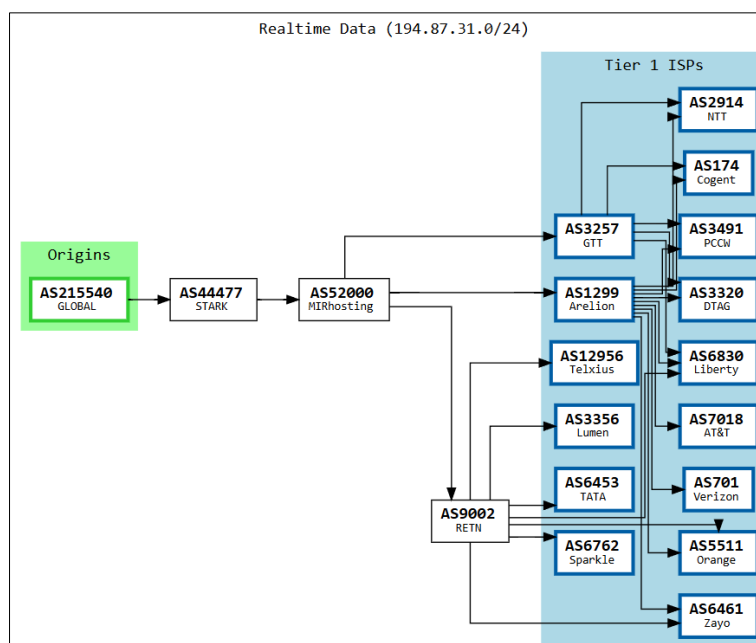 Realtime Data (194.87.31.0/24)
Tier 1 ISPs
AS2914
NTT
AS174
Cogent
Origins
AS215540
GLOBAL
AS44477
STARK
AS52000
MIRhosting
AS3257
GTT
AS3491
PCCW
AS1299
Arelion
AS3320
DTAG
AS12956
Telxius
AS6830
Liberty
AS3356
Lumen
AS7018
AT&T
AS9002
RETN
AS6453
TATA
AS701
Verizon
AS6762
Sparkle
AS5511
Orange
AS6461
Zayo